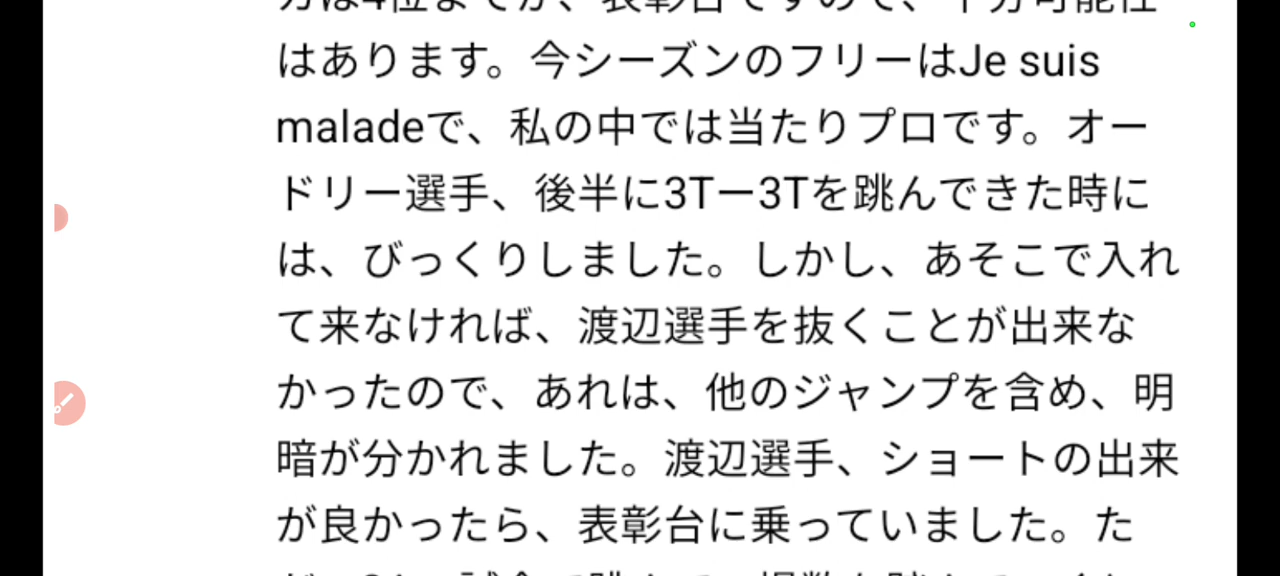 はあります。今シーズンのフリーはJe suis
maladeで、私の中では当たりプロです。オー
ドリー選手、後半に3Tー3Tを跳んできた時に
は、びっくりしました。しかし、あそこで入れ
て来なければ、渡辺選手を抜くことが出来な
かったので、あれは、他のジャンプを含め、明
暗が分かれました。渡辺選手、ショートの出来
が良かったら、表彰台に乗っていました。た